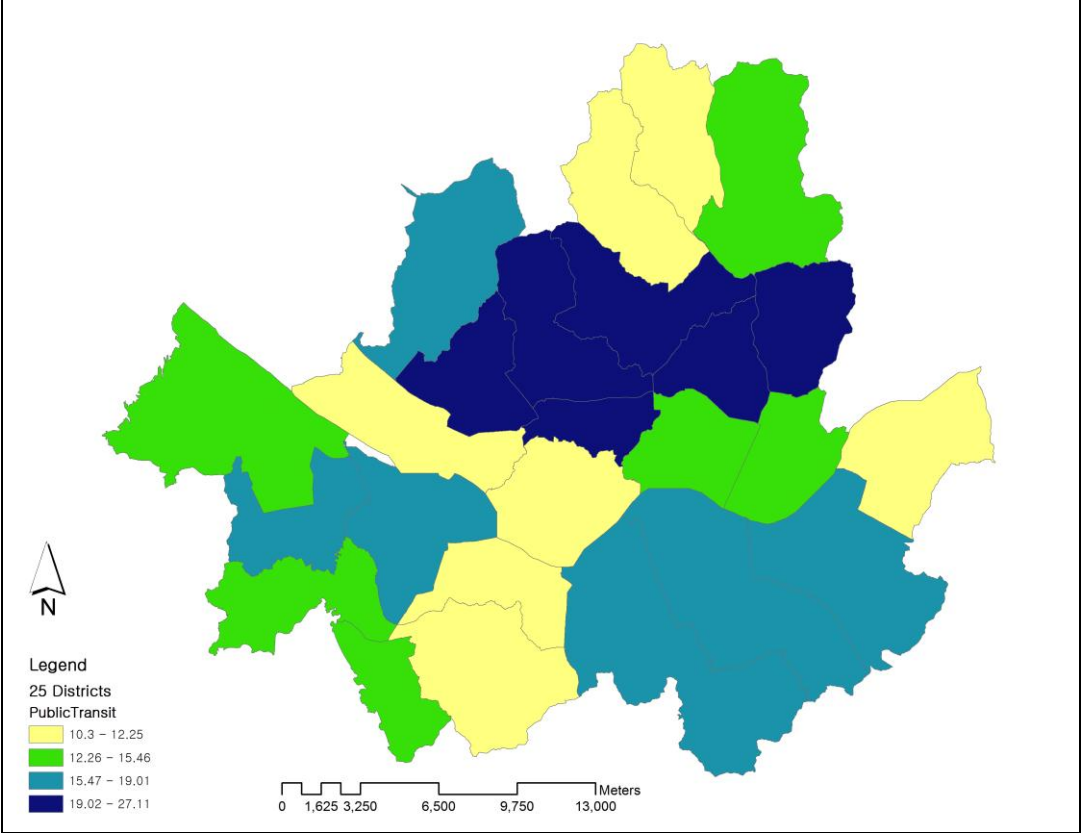 N
Legend
25 Districts
PublicTransit
10.3 - 12.25
12.26 - 15.46
15.47 - 19.01
19.02 - 27.11
Meters
0 1,625 3,250 6,500 9,750 13,000